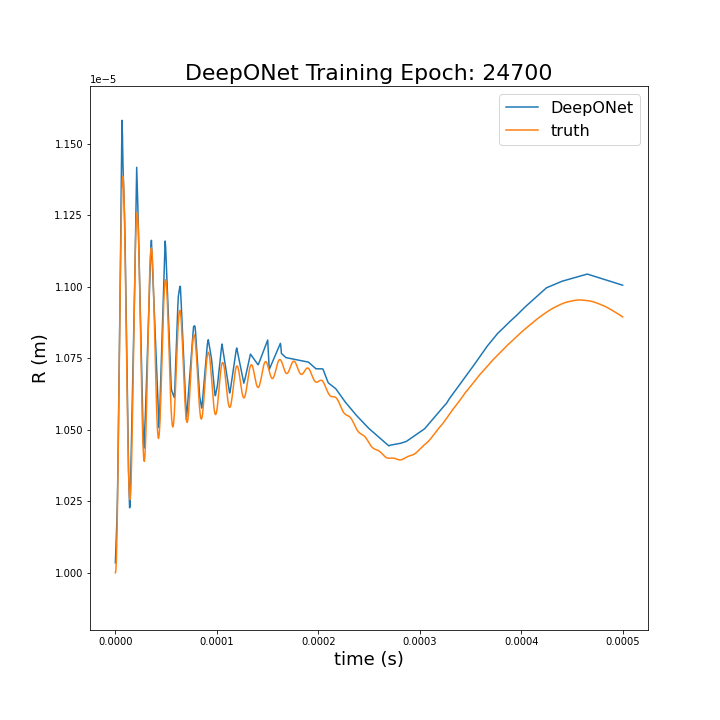 DeepONet Training Epoch: 24700
1e−5
DeepONet
truth
1.150
1.125
1.100
1.075
1.050
1.025
1.000
R (m)
0.0000 0.0001 0.0002 0.0003 0.0004 0.0005
time (s)